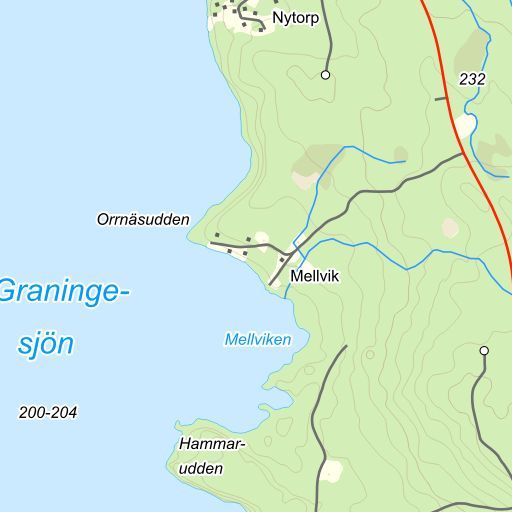 Nytorp
232
Orrnäsudden
Mellvik
Graninge-
sjön
Mellviken
200-204
Hammar-
udden